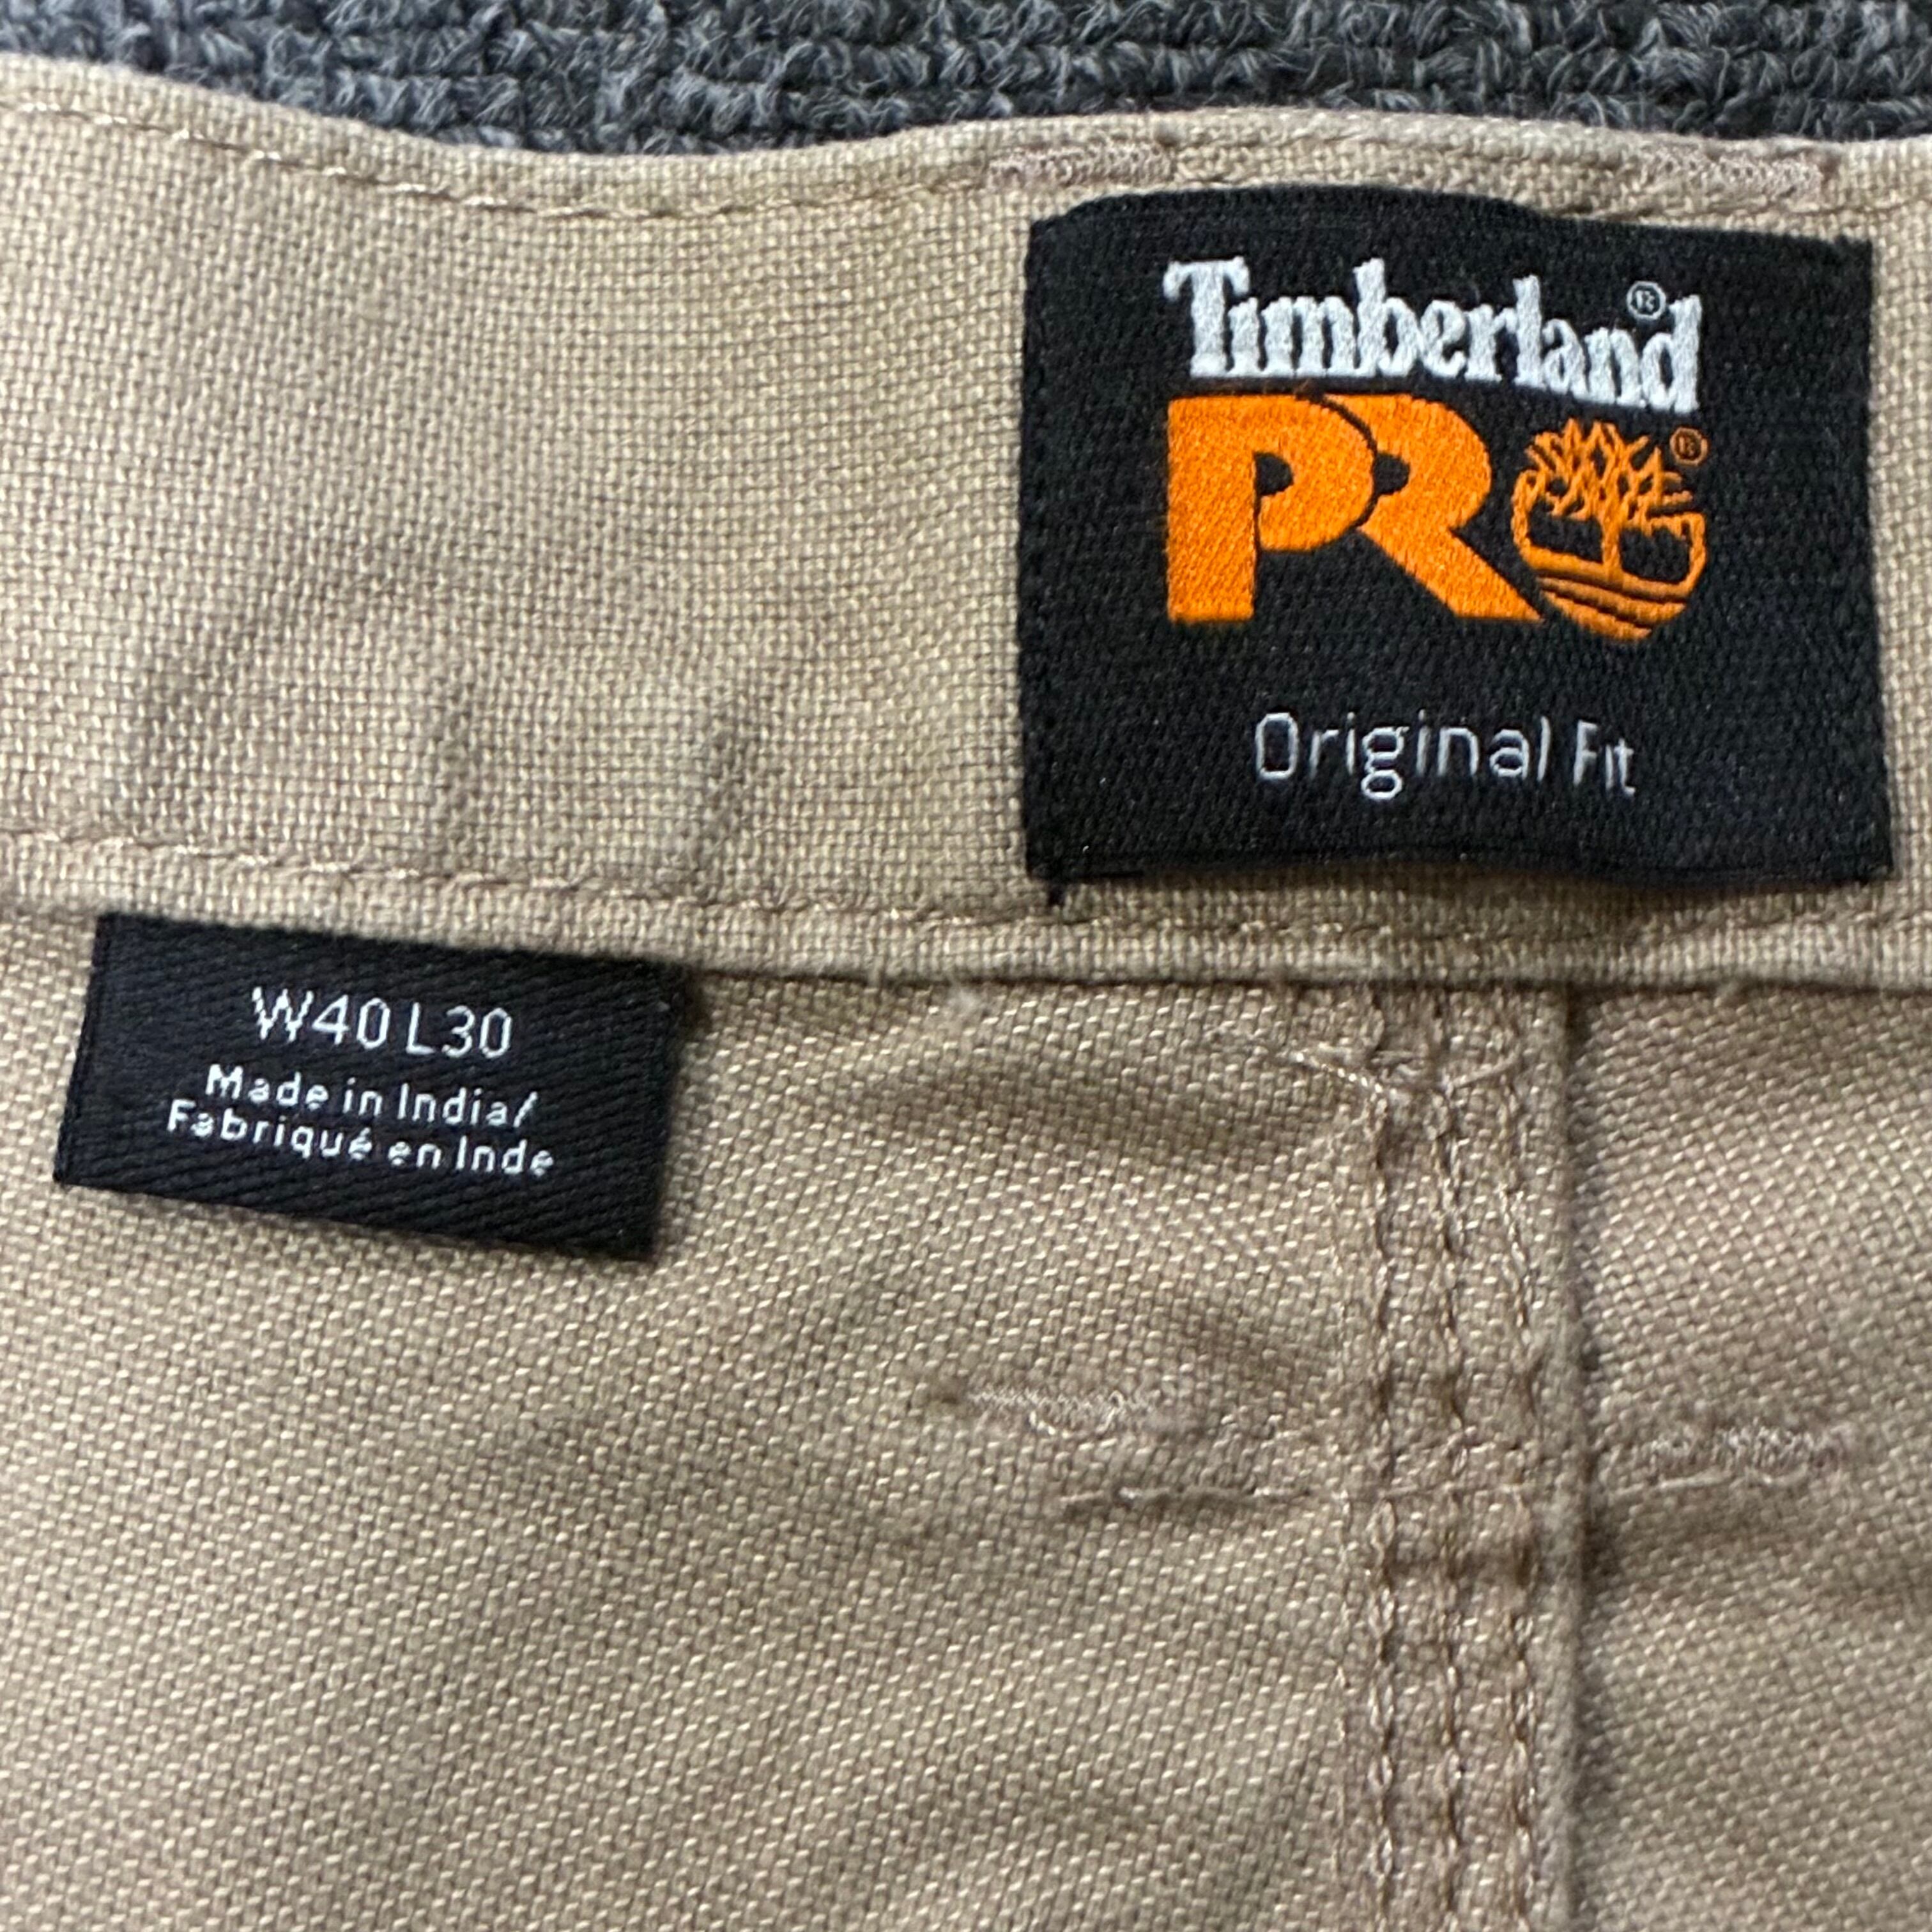 Timberland®
PRO®
Original Fit
W40 L30
Made in India/
Fabriqué en Inde